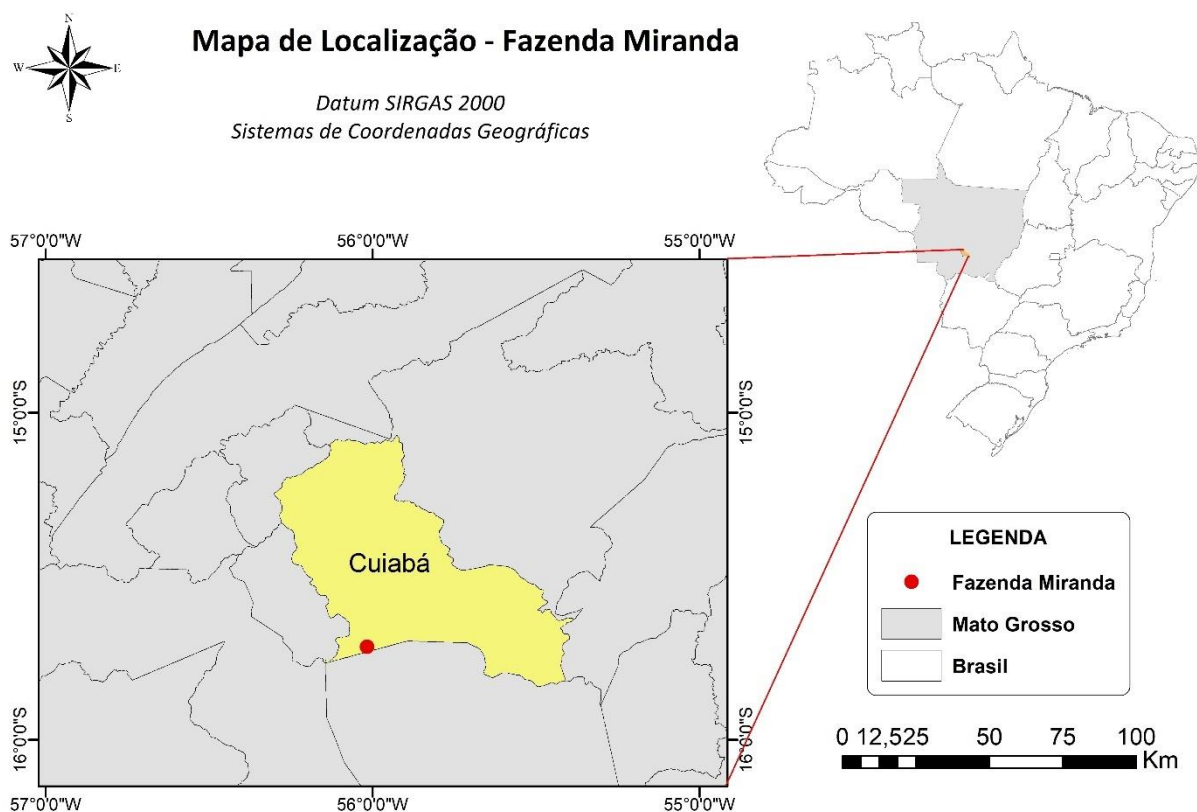 N
W
E
S
Mapa de Localização - Fazenda Miranda
Datum SIRGAS 2000
Sistemas de Coordenadas Geográficas
57°0'0"W
56°0'0"W
55°0'0"W
15°0'0"S
15°0'0"S
Cuiabá
16°0'0"S
16°0'0"S
57°0'0"W
56°0'0"W
55°0'0"W
LEGENDA
Fazenda Miranda
Mato Grosso
Brasil
0 12,525 50 75 100
Km